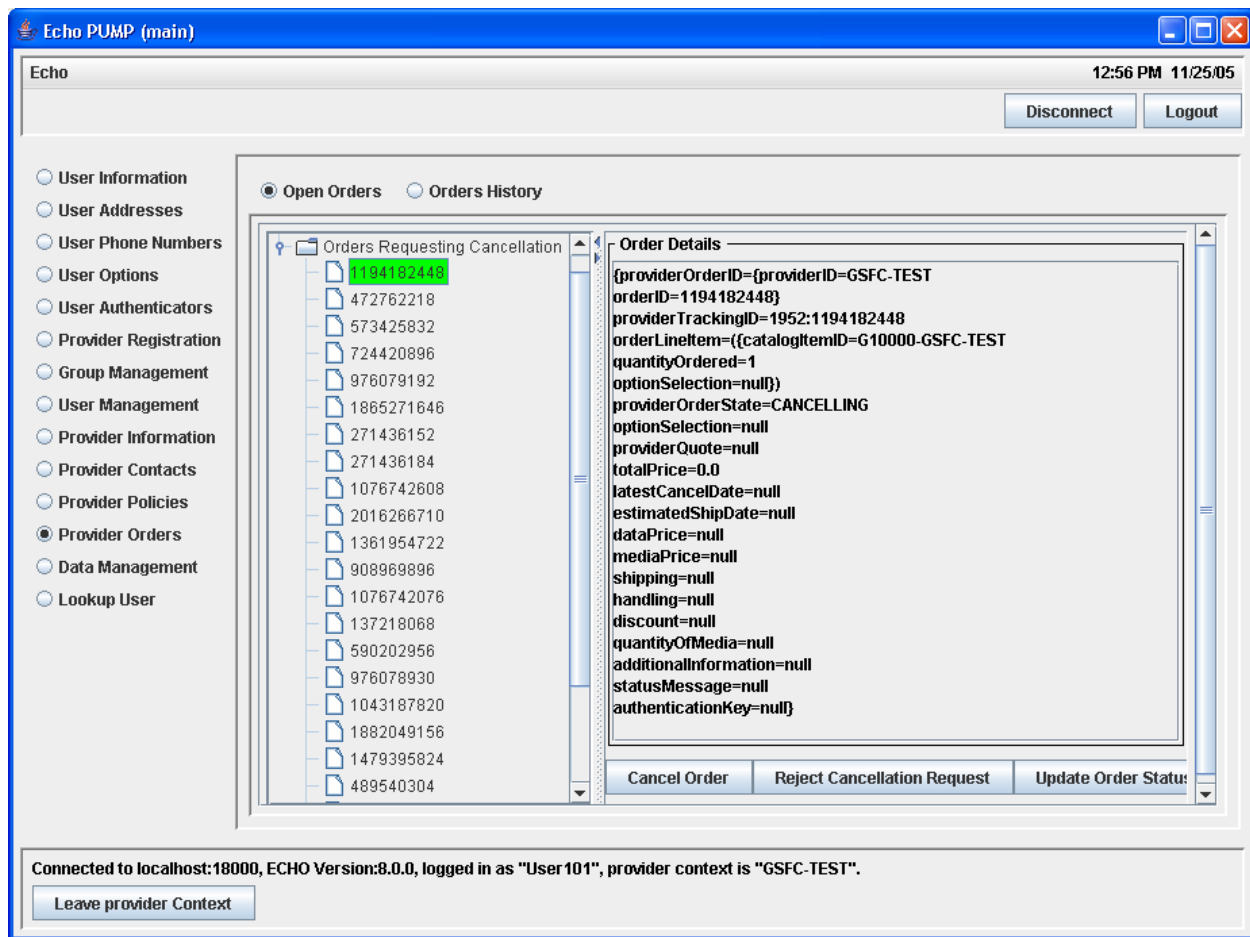 Echo PUMP (main)
Echo
12:56 PM 11/25/05
Disconnect
Logout
User Information
User Addresses
User Phone Numbers
User Options
User Authenticators
Provider Registration
Group Management
User Management
Provider Information
Provider Contacts
Provider Policies
Provider Orders
Data Management
Lookup User
Open Orders
Orders History
Orders Requesting Cancellation
1194182448
472762218
573425832
724420896
976079192
1865271646
271436152
271436184
1076742608
2016266710
1361954722
908969896
1076742076
137218068
590202956
976078930
1043187820
1882049156
1479395824
489540304
Order Details
{providerOrderID={providerID=GSFC-TEST
orderID=1194182448}
providerTrackingID=1952:1194182448
orderLineItem=({catalogItemID=G10000-GSFC-TEST
quantityOrdered=1
optionSelection=null})
providerOrderState=CANCELLING
optionSelection=null
providerQuote=null
totalPrice=0.0
latestCancelDate=null
estimatedShipDate=null
dataPrice=null
mediaPrice=null
shipping=null
handling=null
discount=null
quantityOfMedia=null
additionalInformation=null
statusMessage=null
authenticationKey=null}
Cancel Order
Reject Cancellation Request
Update Order Status
Connected to localhost:18000, ECHO Version:8.0.0, logged in as "User101", provider context is "GSFC-TEST".
Leave provider Context